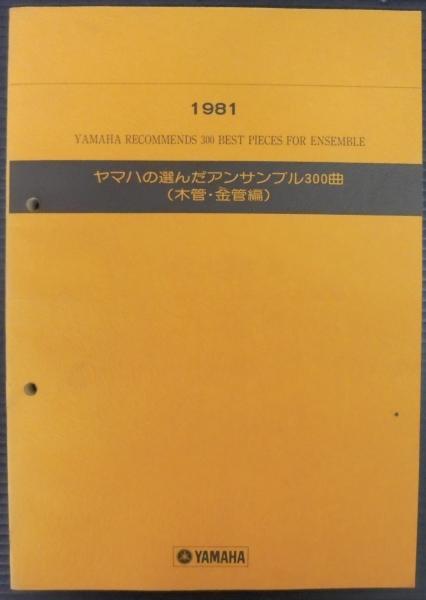 1981
YAMAHA RECOMMENDS 300 BEST PIECES FOR ENSEMBLE
ヤマハの選んだアンサンブル300曲
(木管・金管編)
YAMAHA